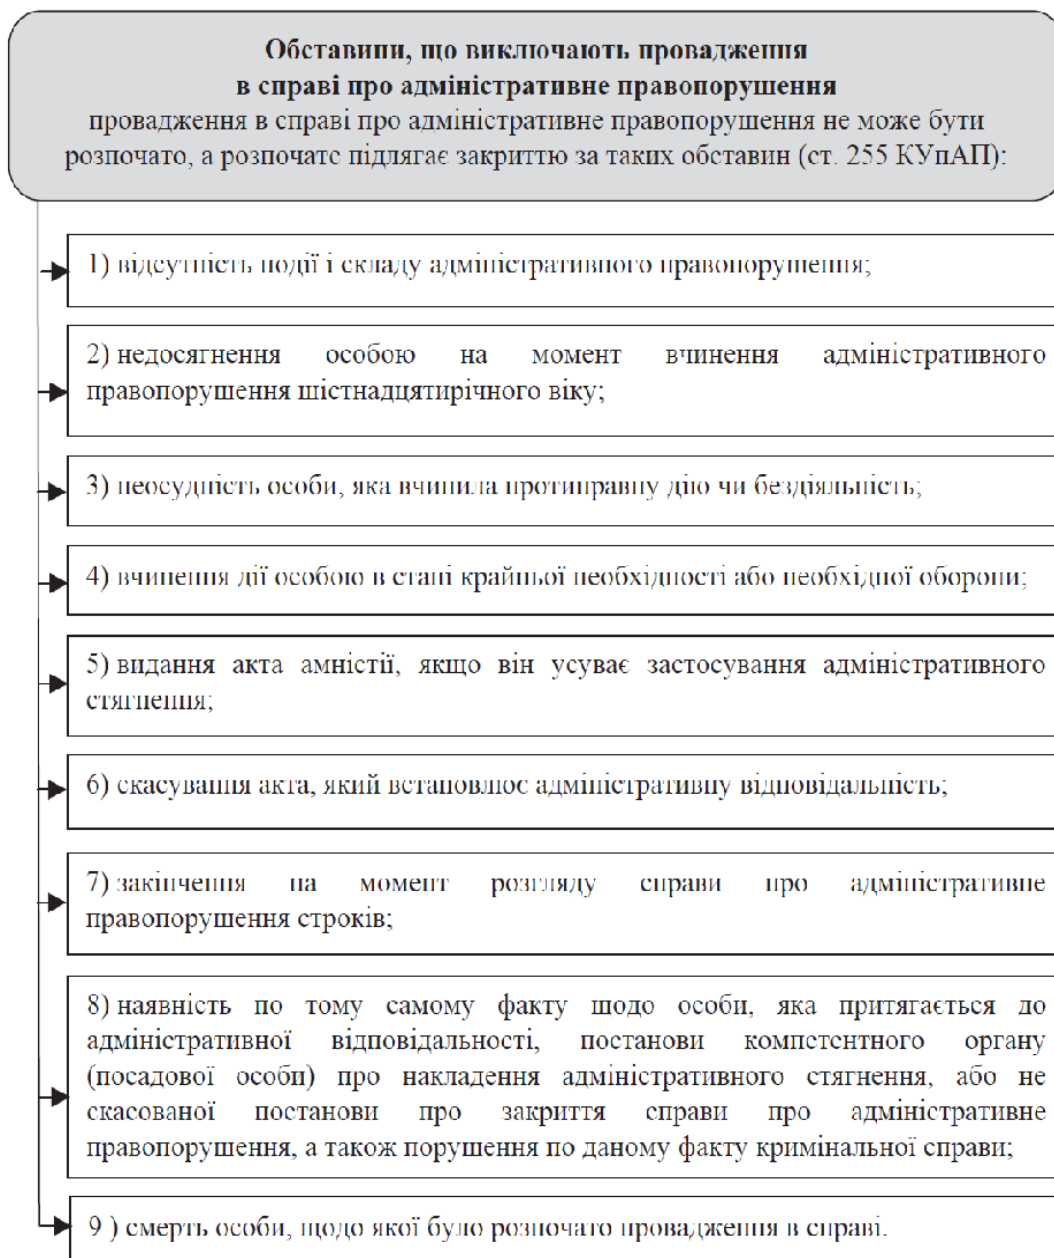 Обставини, що виключають провадження
в справі про адміністративне правопорушення
провадження в справі про адміністративне правопорушення не може бути
розпочато, а розпочате підлягає закриттю за таких обставин (ст. 255 КУпАП):
1) відсутність події і складу адміністративного правопорушення;
2) недосягнення особою на момент вчинення адміністративного
правопорушення шістнадцятирічного віку;
3) неосудність особи, яка вчинила протиправну дію чи бездіяльність;
4) вчинення дії особою в стані крайньої необхідності або необхідної оборони;
5) видання акта амністії, якщо він усуває застосування адміністративного
стягнення;
6) скасування акта, який встановлює адміністративну відповідальність;
7) закінчення на момент розгляду справи про адміністративне
правопорушення строків;
8) наявність по тому самому факту щодо особи, яка притягається до
адміністративної відповідальності, постанови компетентного органу
(посадової особи) про накладення адміністративного стягнення, або не
скасованої постанови про закриття справи про адміністративне
правопорушення, а також порушення по даному факту кримінальної справи;
9 ) смерть особи, щодо якої було розпочато провадження в справі.